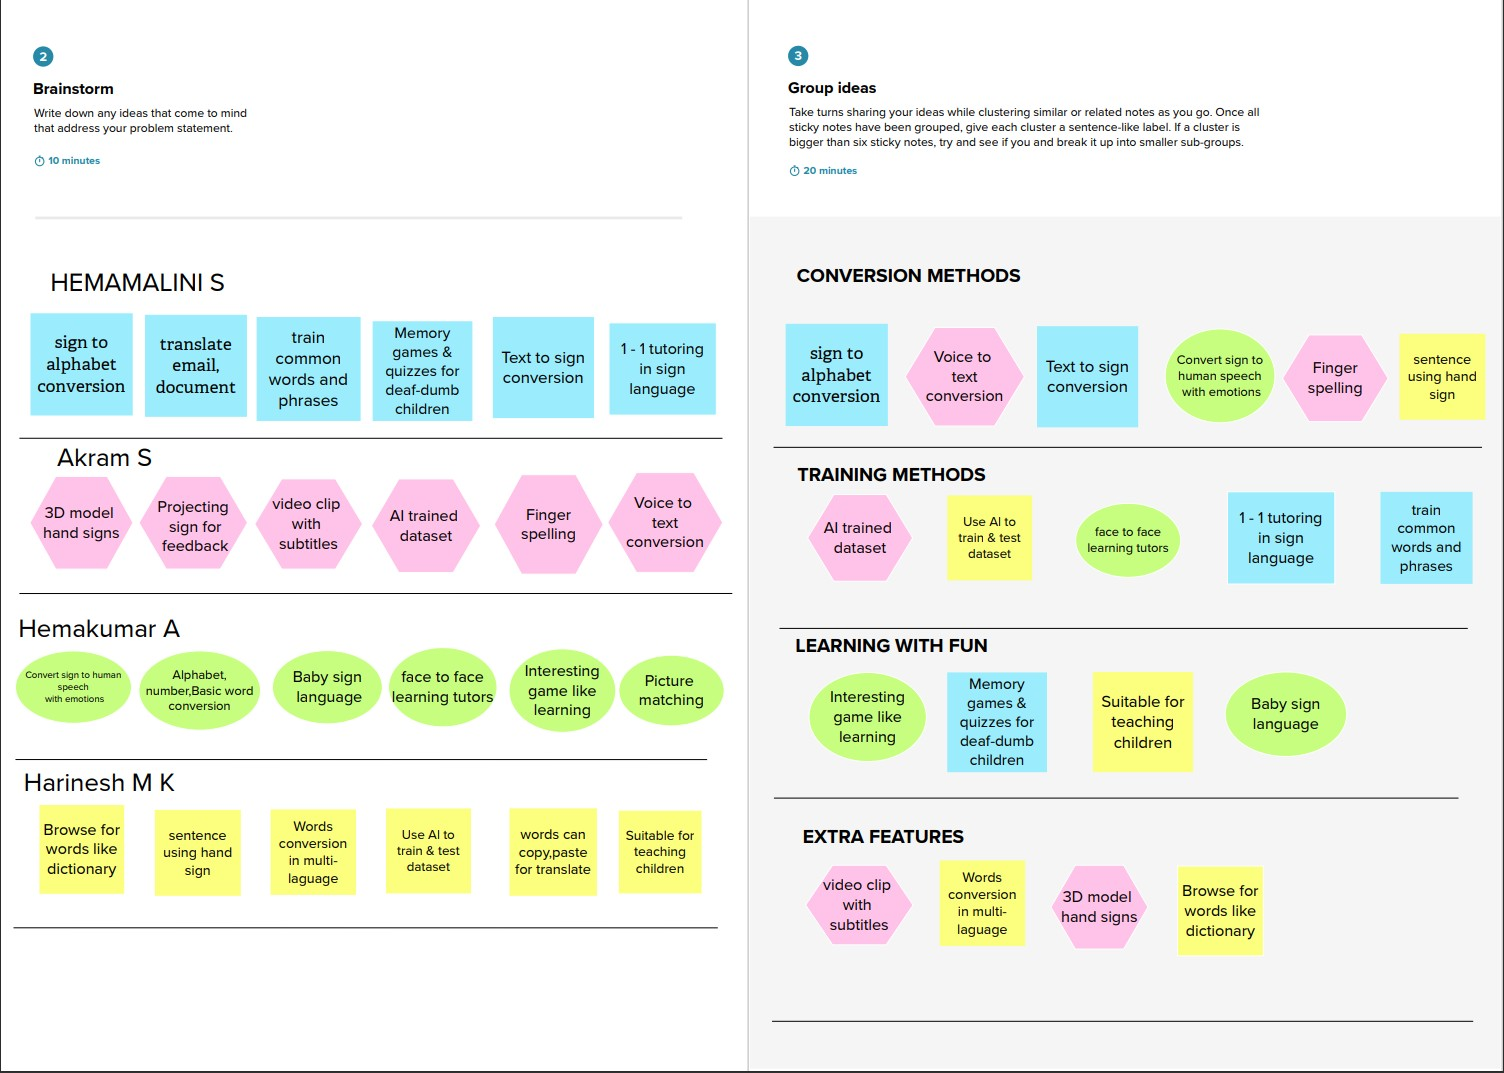 2
Brainstorm
Write down any ideas that come to mind
that address your problem statement.
10 minutes
HEMAMALINI S
sign to
alphabet
conversion
translate
email,
document
train
common
words and
phrases
Memory
games &
quizzes for
deaf-dumb
children
Text to sign
conversion
1 - 1 tutoring
in sign
language
Akram S
3D model
hand signs
Projecting
sign for
feedback
video clip
with
subtitles
AI trained
dataset
Finger
spelling
Voice to
text
conversion
Hemakumar A
Convert sign to human
speech
with emotions
Alphabet,
number,Basic word
conversion
Baby sign
language
face to face
learning tutors
Interesting
game like
learning
Picture
matching
Harinesh M K
Browse for
words like
dictionary
sentence
using hand
sign
Words
conversion
in multi-
laguage
Use AI to
train & test
dataset
words can
copy,paste
for translate
Suitable for
teaching
children
3
Group ideas
Take turns sharing your ideas while clustering similar or related notes as you go. Once all
sticky notes have been grouped, give each cluster a sentence-like label. If a cluster is
bigger than six sticky notes, try and see if you and break it up into smaller sub-groups.
20 minutes
CONVERSION METHODS
sign to
alphabet
conversion
Voice to
text
conversion
Text to sign
conversion
Convert sign to
human speech
with emotions
Finger
spelling
sentence
using hand
sign
TRAINING METHODS
AI trained
dataset
Use AI to
train & test
dataset
face to face
learning tutors
1 - 1 tutoring
in sign
language
train
common
words and
phrases
LEARNING WITH FUN
Interesting
game like
learning
Memory
games &
quizzes for
deaf-dumb
children
Suitable for
teaching
children
Baby sign
language
EXTRA FEATURES
video clip
with
subtitles
Words
conversion
in multi-
laguage
3D model
hand signs
Browse for
words like
dictionary